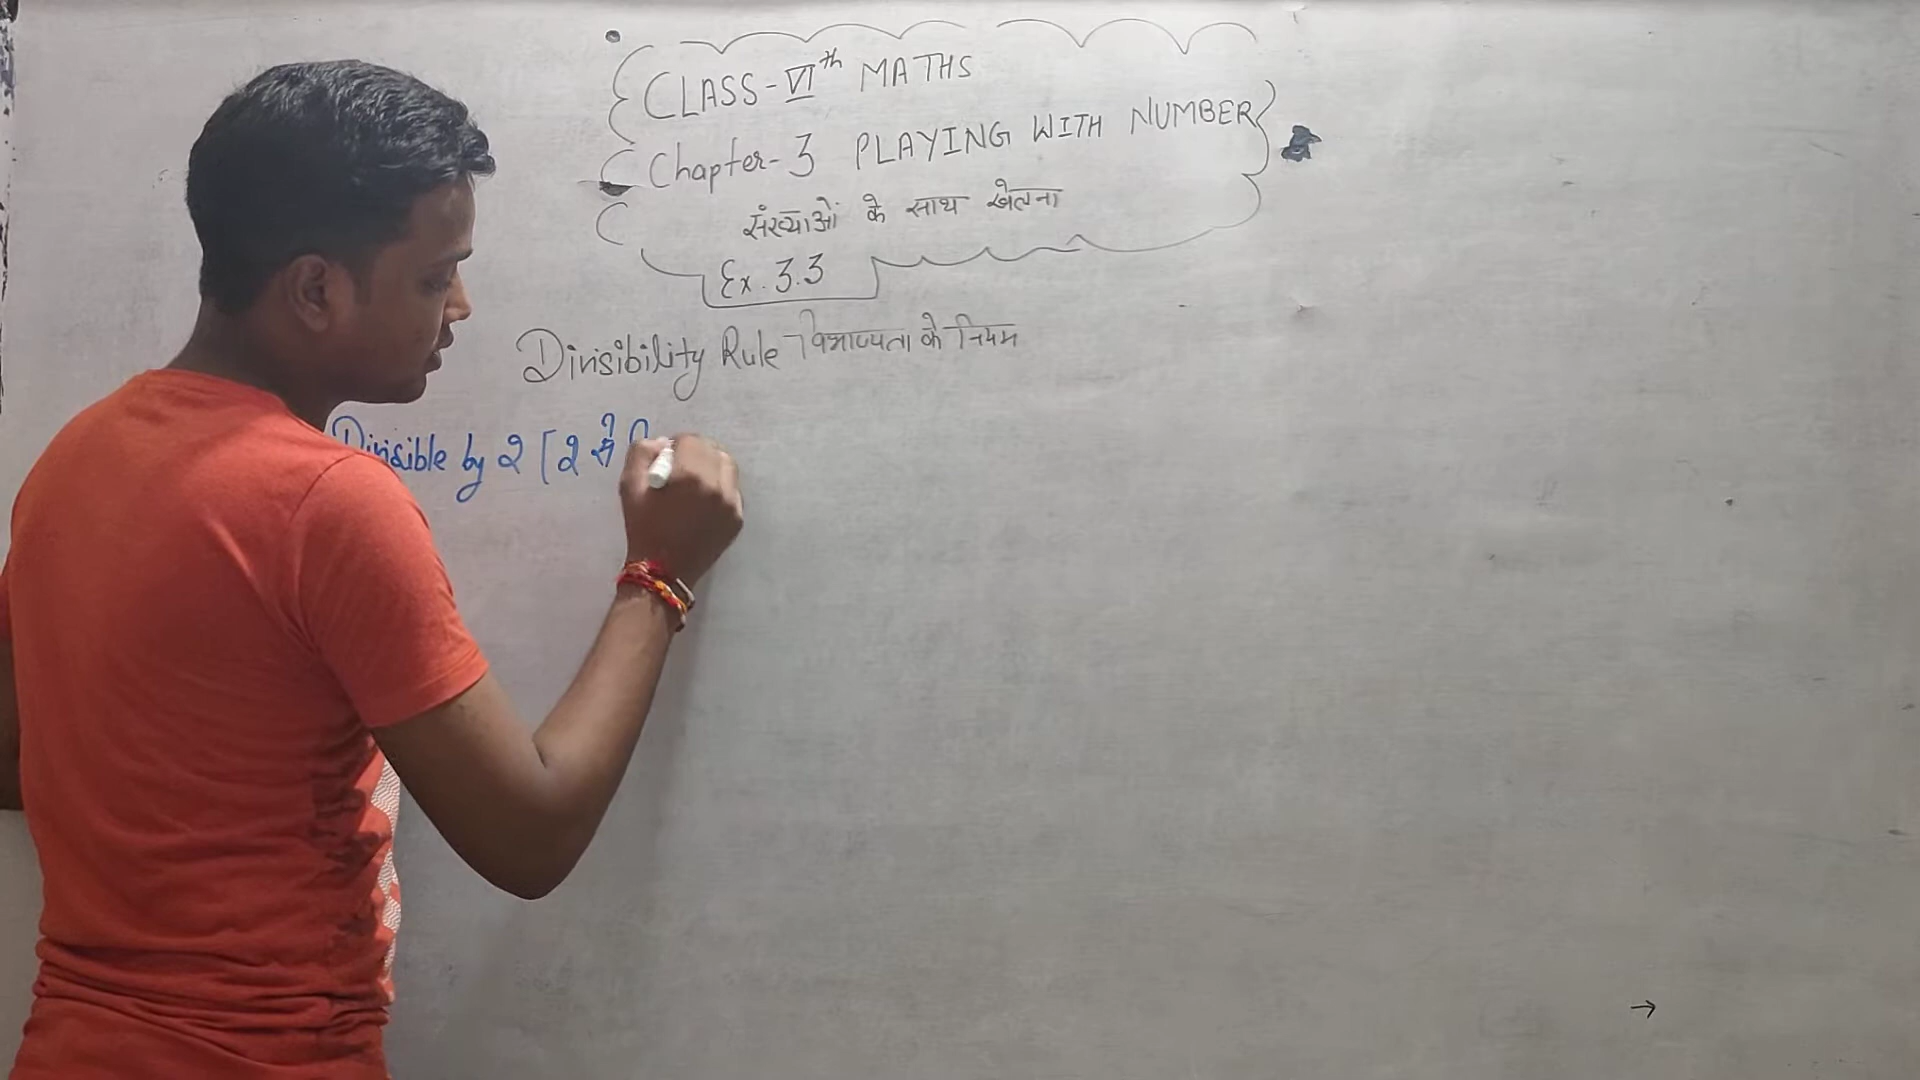 CLASS-VIth MATHS
Chapter-3 PLAYING WITH NUMBER
संख्याओं के साथ खेलना
Ex. 3.3
Divisibility Rule विभाज्यता के नियम
Divisible by 2 [2 से